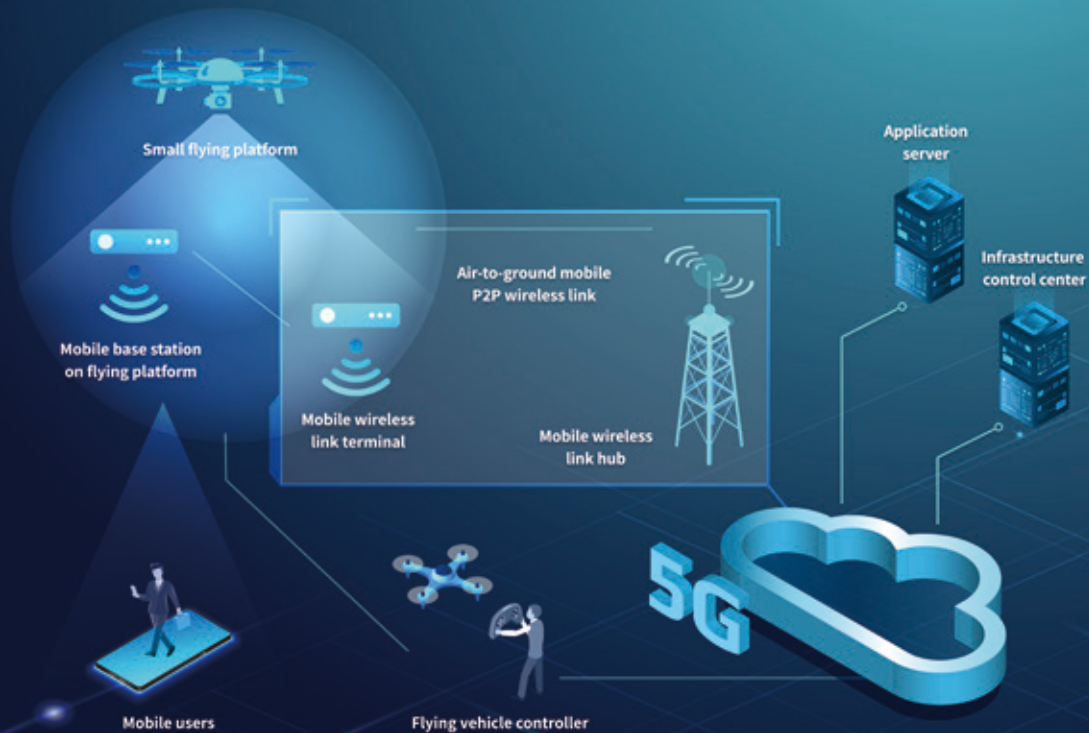 Small flying platform
Application
server
Infrastructure
control center
Air-to-ground mobile
P2P wireless link
Mobile base station
on flying platform
Mobile wireless
link terminal
Mobile wireless
link hub
5G
Mobile users
Flying vehicle controller